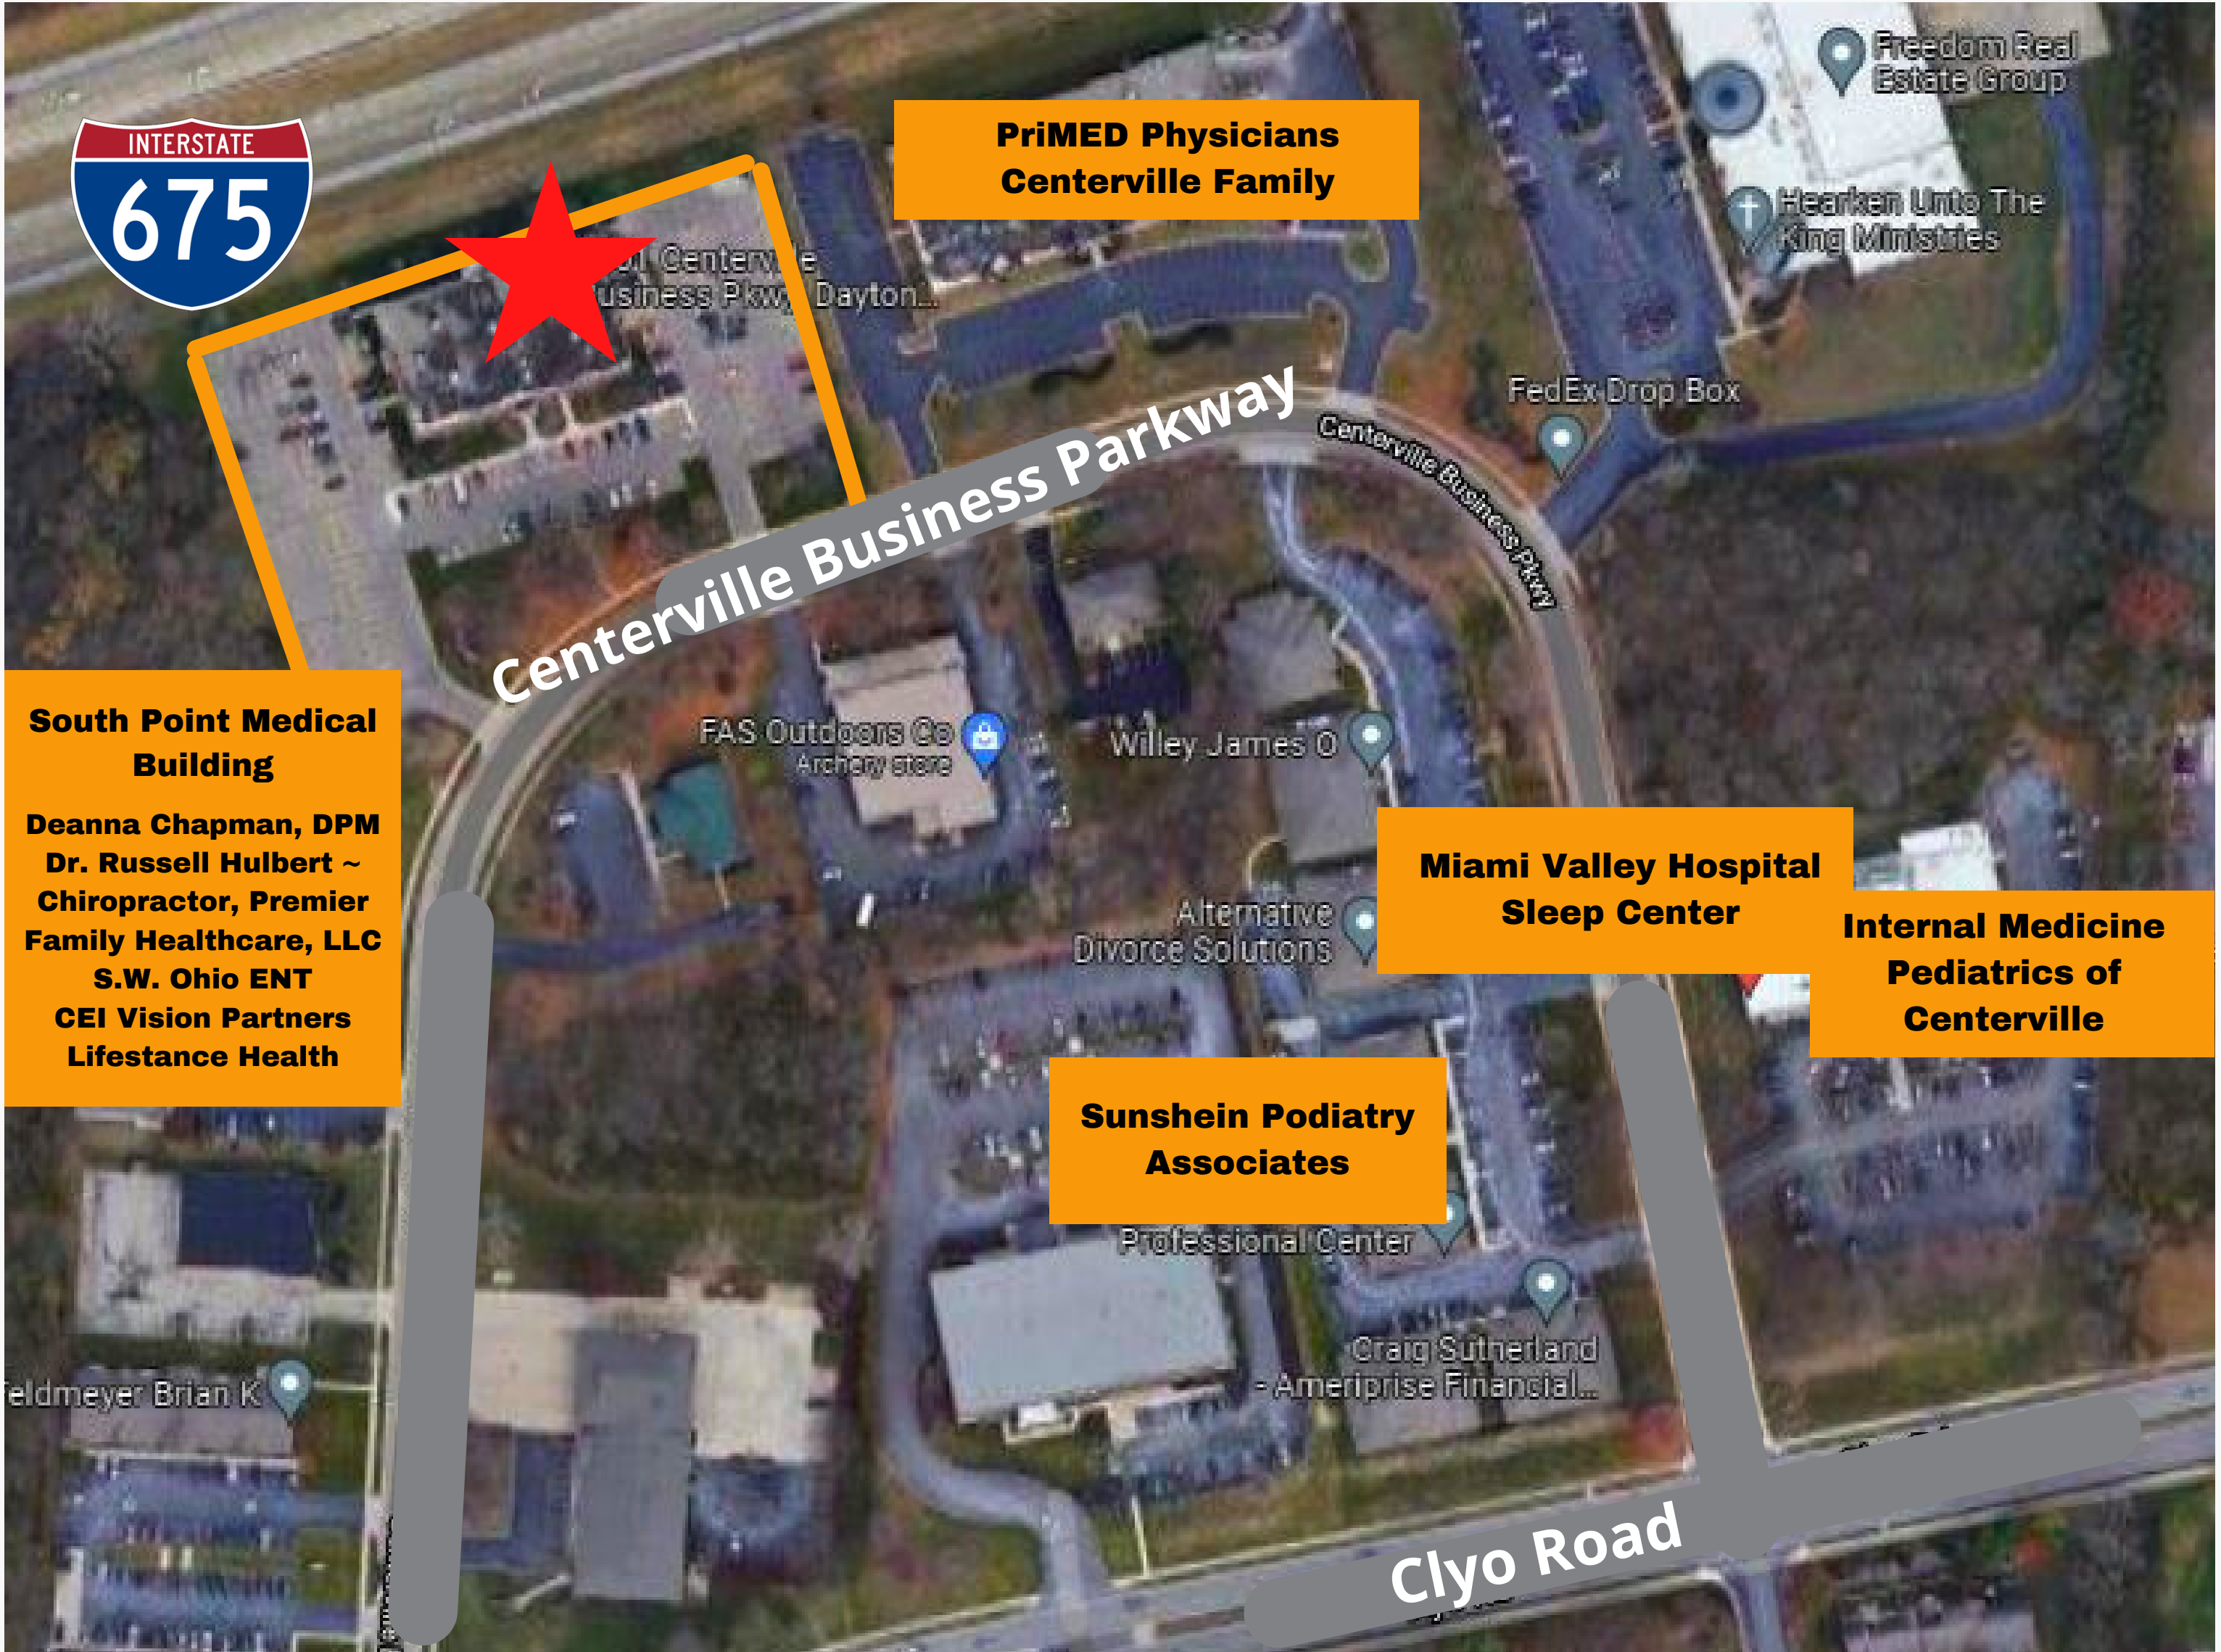 INTERSTATE
675
PriMED Physicians
Centerville Family
Freedom Real
Estate Group
Hearken Unto The
King Ministries
Centerville
usiness Pkwy, Dayton...
FedEx Drop Box
Centerville Business Parkway
Centerville Business Pkwy
South Point Medical
Building
Deanna Chapman, DPM
Dr. Russell Hulbert ~
Chiropractor, Premier
Family Healthcare, LLC
S.W. Ohio ENT
CEI Vision Partners
Lifestance Health
FAS Outdoors Co
Archery store
Willey James O
Miami Valley Hospital
Sleep Center
Alternative
Divorce Solutions
Internal Medicine
Pediatrics of
Centerville
Sunshein Podiatry
Associates
Professional Center
Craig Sutherland
- Ameriprise Financial...
Feldmeyer Brian K
Clyo Road